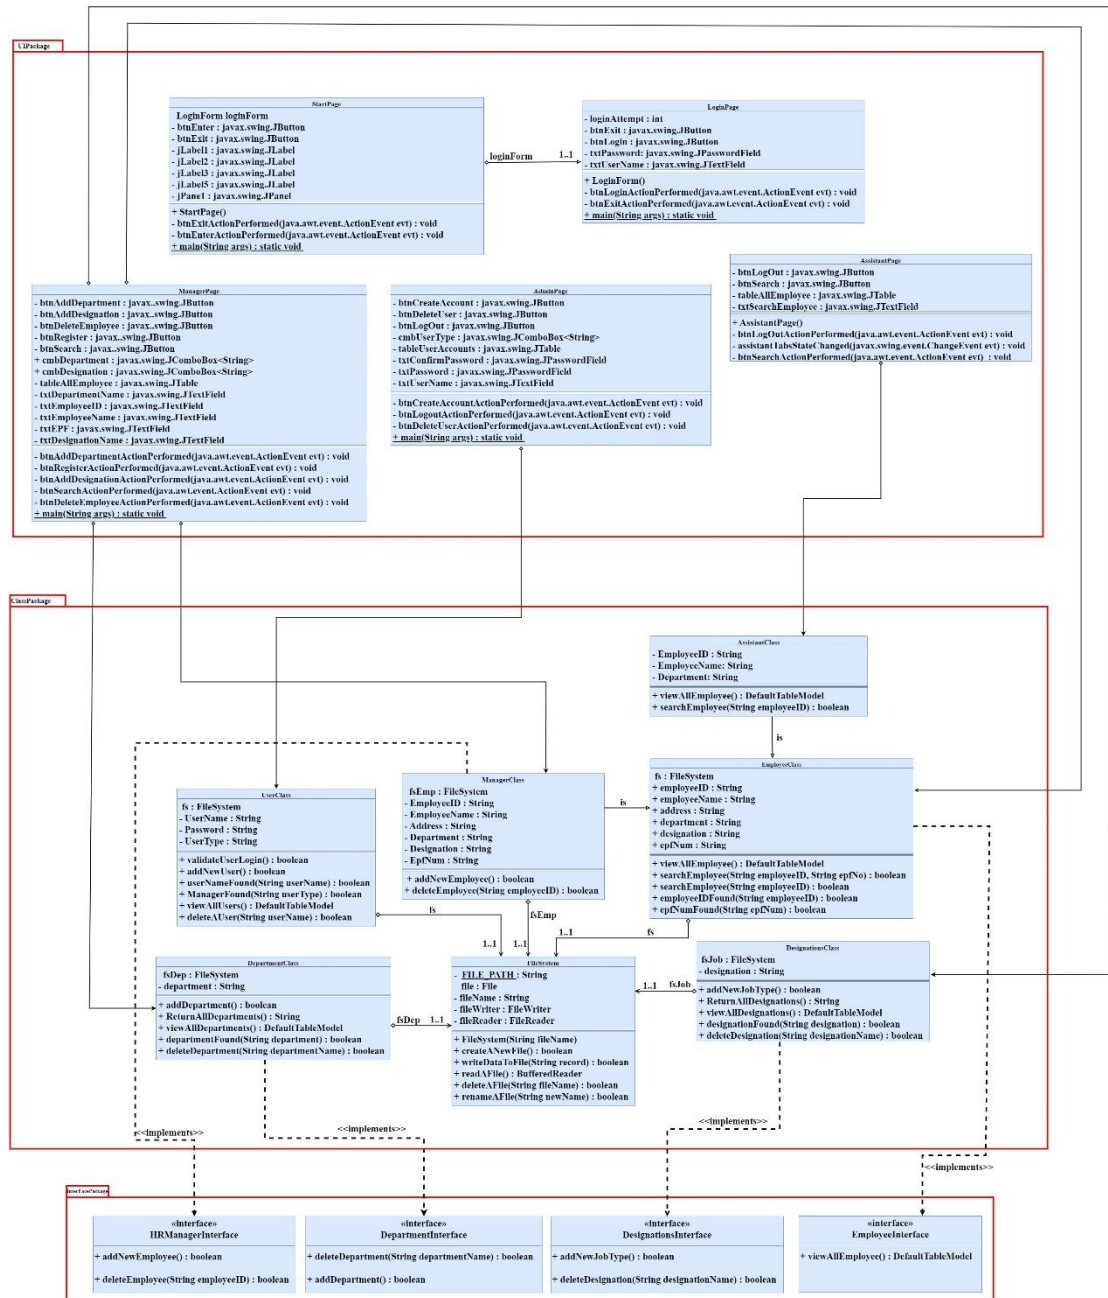 UIPackage
StartPage
LoginForm loginForm
- btnEnter : javax.swing.JButton
- btnExit : javax.swing.JButton
- jLabel1 : javax.swing.JLabel
- jLabel2 : javax.swing.JLabel
- jLabel3 : javax.swing.JLabel
- jLabel5 : javax.swing.JLabel
- jPane1 : javax.swing.JPanel
+ StartPage()
- btnExitActionPerformed(java.awt.event.ActionEvent evt) : void
- btnEnterActionPerformed(java.awt.event.ActionEvent evt) : void
+ main(String args) : static void
loginForm
1..1
LoginPage
- loginAttempt : int
- btnExit : javax.swing.JButton
- btnLogin : javax.swing.JButton
- txtPassword: javax.swing.JPasswordField
- txtUserName : javax.swing.JTextField
+ LoginForm()
- btnLoginActionPerformed(java.awt.event.ActionEvent evt) : void
- btnExitActionPerformed(java.awt.event.ActionEvent evt) : void
+ main(String args) : static void
ManagerPage
- btnAddDepartment : javax..swing.JButton
- btnAddDesignation : javax.swing.JButton
- btnDeleteEmployee : javax.swing.JButton
- btnRegister : javax..swing.JButton
- btnSearch : javax..swing.JButton
+ cmbDepartment : javax.swing.JComboBox<String>
+ cmbDesignation : javax.swing.JComboBox<String>
- tableAllEmployee : javax.swing.JTable
- txtDepartmentName : javax.swing.JTextField
- txtEmployeeID : javax.swing.JTextField
- txtEmployeeName : javax.swing.JTextField
- txtEPF : javax.swing.JTextField
- txtDesignationName : javax.swing.JTextField
- btnAddDepartmentActionPerformed(java.awt.event.ActionEvent evt) : void
- btnRegisterActionPerformed(java.awt.event.ActionEvent evt) : void
- btnAddDesignationActionPerformed(java.awt.event.ActionEvent evt) : void
- btnSearchActionPerformed(java.awt.event.ActionEvent evt) : void
- btnDeleteEmployeeActionPerformed(java.awt.event.ActionEvent evt) : void
+ main(String args) : static void
AdminPage
- btnCreateAccount : javax.swing.JButton
- btnDeleteUser : javax.swing.JButton
- btnLogOut : javax.swing.JButton
- cmbUserType : javax.swing.JComboBox<String>
- tableUserAccounts : javax.swing.JTable
- txtConfirmPassword : javax.swing.JPasswordField
- txtPassword : javax.swing.JPasswordField
- txtUserName : javax.swing.JTextField
- btnCreateAccountActionPerformed(java.awt.event.ActionEvent evt) : void
- btnLogoutActionPerformed(java.awt.event.ActionEvent evt) : void
- btnDeleteUserActionPerformed(java.awt.event.ActionEvent evt) : void
+ main(String args) : static void
AssistantPage
- btnLogOut : javax.swing.JButton
- btnSearch : javax.swing.JButton
- tableAllEmployee : javax.swing.JTable
- txtSearchEmployee : javax.swing.JTextField
+ AssistantPage()
- btnLogOutActionPerformed(java.awt.event.ActionEvent evt) : void
- assistantTabsStateChanged(javax.swing.event.ChangeEvent evt) : void
- btnSearchActionPerformed(java.awt.event.ActionEvent evt) : void
ClassPackage
AssistantClass
- EmployeeID : String
- EmployeeName: String
- Department: String
+ viewAllEmployee() : DefaultTableModel
+ searchEmployee(String employeeID) : boolean
is
UserClass
fs : FileSystem
- UserName : String
- Password : String
- UserType : String
+ validateUserLogin() : boolean
+ addNewUser() : boolean
+ userNameFound(String userName) : boolean
+ ManagerFound(String userType) : boolean
+ viewAllUsers() : DefaultTableModel
+ deleteAUser(String userName) : boolean
ManagerClass
fsEmp : FileSystem
- EmployeeID : String
- EmployeeName : String
- Address : String
- Department : String
- Designation : String
- EpfNum : String
+ addNewEmployee() : boolean
+ deleteEmployee(String employeeID) : boolean
is
EmployeeClass
fs : FileSystem
+ employeeID : String
+ employeeName : String
+ address : String
+ department : String
+ designation : String
+ epfNum : String
+ viewAllEmployee() : DefaultTableModel
+ searchEmployee(String employeeID, String epfNo) : boolean
+ searchEmployee(String employeeID) : boolean
+ employeeIDFound(String employeeID) : boolean
+ epfNumFound(String epfNum) : boolean
fs
1..1
fsEmp
1..1
fs
1..1
DepartmentClass
fsDep : FileSystem
- department : String
+ addDepartment() : boolean
+ ReturnAllDepartments() : String
+ viewAllDepartments() : DefaultTableModel
+ departmentFound(String department) : boolean
+ deleteDepartment(String departmentName) : boolean
fsDep
1..1
FileSystem
- FILE_PATH : String
file : File
- fileName : String
- fileWriter : FileWriter
- fileReader : FileReader
+ FileSystem(String fileName)
+ createANewFile() : boolean
+ writeDataToFile(String record) : boolean
+ readAFile() : BufferedReader
+ deleteAFile(String fileName) : boolean
+ renameAFile(String newName) : boolean
1..1
fsJob
DesignationsClass
fsJob : FileSystem
- designation : String
+ addNewJobType() : boolean
+ ReturnAllDesignations() : String
+ viewAllDesignations() : DefaultTableModel
+ designationFound(String designation) : boolean
+ deleteDesignation(String designationName) : boolean
<<implements>>
<<implements>>
<<implements>>
<<implements>>
InterFacePackage
«interface»
HRManagerInterface
+ addNewEmployee() : boolean
+ deleteEmployee(String employeeID) : boolean
«interface»
DepartmentInterface
+ deleteDepartment(String departmentName) : boolean
+ addDepartment() : boolean
«interface»
DesignationsInterface
+ addNewJobType() : boolean
+ deleteDesignation(String designationName) : boolean
«interface»
EmployeeInterface
+ viewAllEmployee() : DefaultTableModel